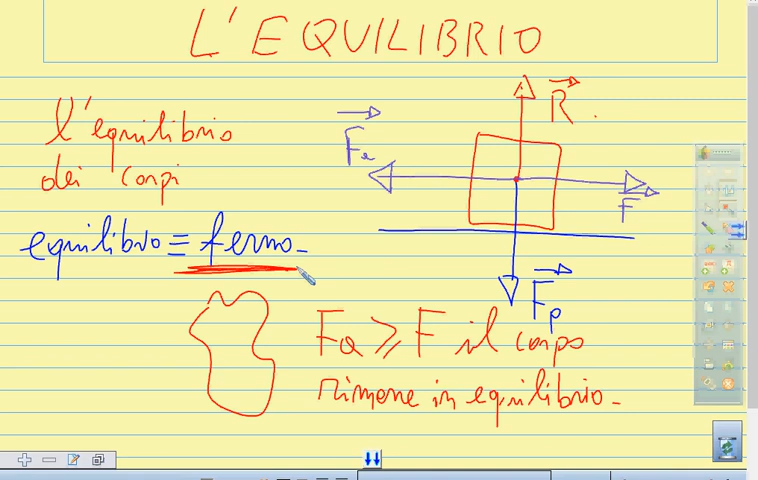 L'EQUILIBRIO
l'equilibrio
dei corpi
equilibrio = fermo
R
Fa
F
Fp
Fa ⩾ F il corpo
rimane in equilibrio